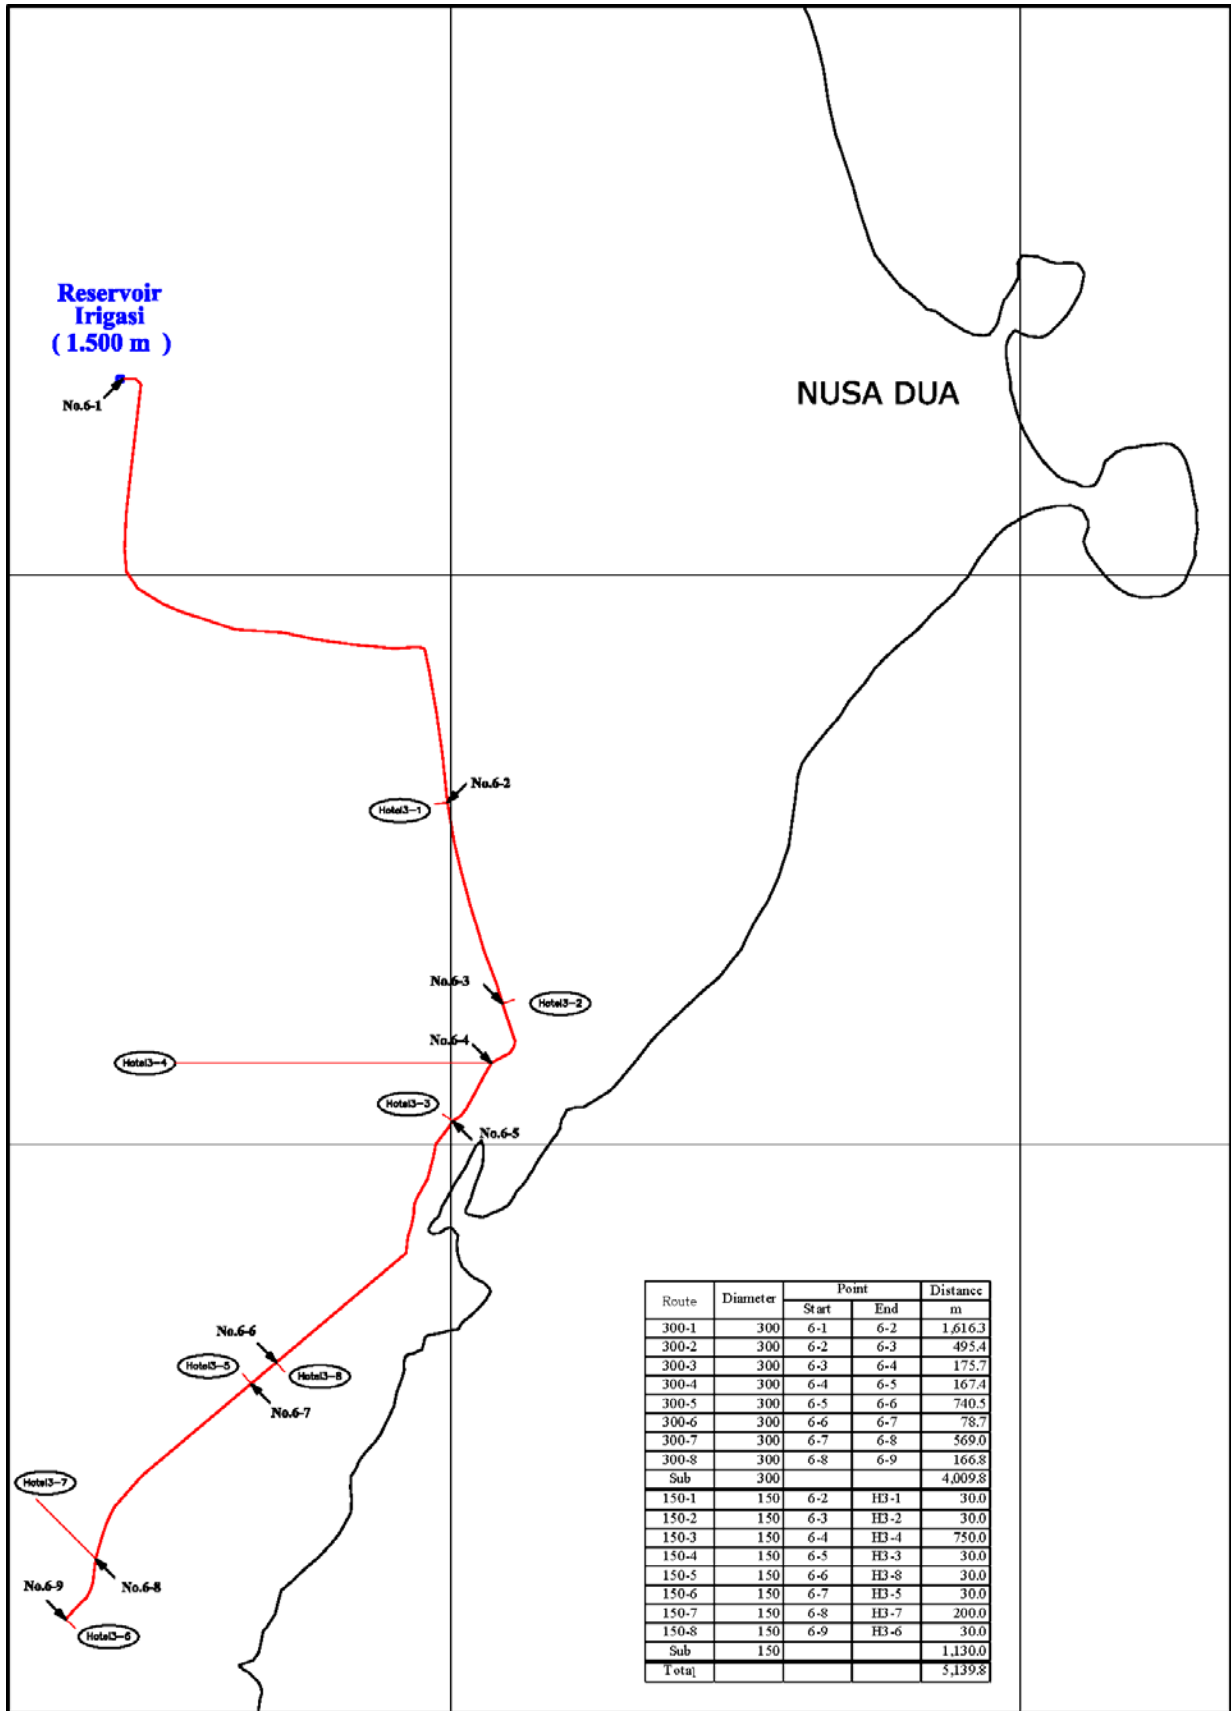 Reservoir
Irigasi
( 1.500 m )
No.6-1
NUSA DUA
No.6-2
Hotel3-1
No.6-3
Hotel3-2
No.6-4
Hotel3-4
Hotel3-3
No.6-5
No.6-6
Hotel3-5
Hotel3-8
No.6-7
Hotel3-7
No.6-9
No.6-8
Hotel3-6
Route Diameter Point Distance
Start End m
300-1 300 6-1 6-2 1,616.3
300-2 300 6-2 6-3 495.4
300-3 300 6-3 6-4 175.7
300-4 300 6-4 6-5 167.4
300-5 300 6-5 6-6 740.5
300-6 300 6-6 6-7 78.7
300-7 300 6-7 6-8 569.0
300-8 300 6-8 6-9 166.8
Sub 300 4,009.8
150-1 150 6-2 H3-1 30.0
150-2 150 6-3 H3-2 30.0
150-3 150 6-4 H3-4 750.0
150-4 150 6-5 H3-3 30.0
150-5 150 6-6 H3-8 30.0
150-6 150 6-7 H3-5 30.0
150-7 150 6-8 H3-7 200.0
150-8 150 6-9 H3-6 30.0
Sub 150 1,130.0
Total 5,139.8